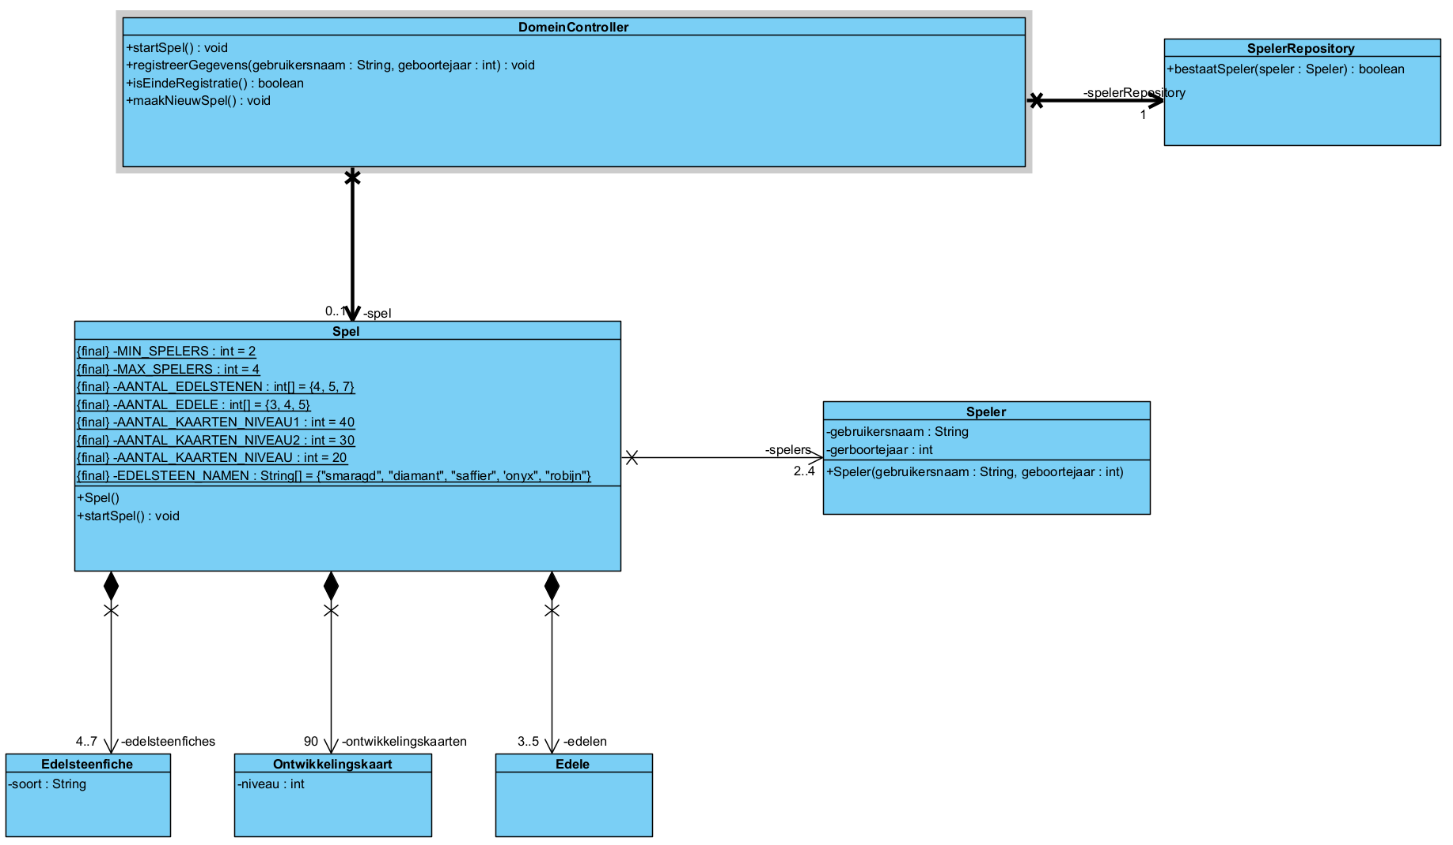 DomeinController
+startSpel() : void
+registreerGegevens(gebruikersnaam : String, geboortejaar : int) : void
+isEindeRegistratie() : boolean
+maakNieuwSpel() : void
SpelerRepository
+bestaatSpeler(speler : Speler) : boolean
-spelerRepository
1
0..1
-spel
Spel
{final} -MIN_SPELERS : int = 2
{final} -MAX_SPELERS : int = 4
{final} -AANTAL_EDELSTENEN : int[] = {4, 5, 7}
{final} -AANTAL_EDELE : int[] = {3, 4, 5}
{final} -AANTAL_KAARTEN_NIVEAU1 : int = 40
{final} -AANTAL_KAARTEN_NIVEAU2 : int = 30
{final} -AANTAL_KAARTEN_NIVEAU : int = 20
{final} -EDELSTEEN_NAMEN : String[] = {"smaragd", "diamant", "saffier", 'onyx", "robijn"}
+Spel()
+startSpel() : void
-spelers
2..4
Speler
-gebruikersnaam : String
-gerboortejaar : int
+Speler(gebruikersnaam : String, geboortejaar : int)
4..7
-edelsteenfiches
90
-ontwikkelingskaarten
3..5
-edelen
Edelsteenfiche
-soort : String
Ontwikkelingskaart
-niveau : int
Edele